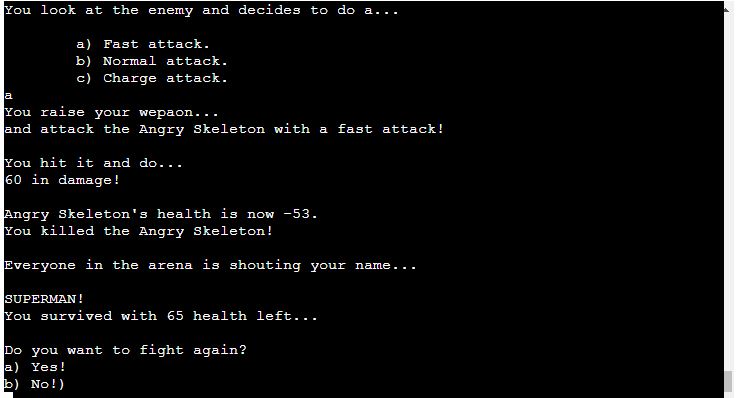 You look at the enemy and decides to do a...
a) Fast attack.
b) Normal attack.
c) Charge attack.
a
You raise your wepaon...
and attack the Angry Skeleton with a fast attack!
You hit it and do...
60 in damage!
Angry Skeleton's health is now -53.
You killed the Angry Skeleton!
Everyone in the arena is shouting your name...
SUPERMAN!
You survived with 65 health left...
Do you want to fight again?
a) Yes!
b) No!)